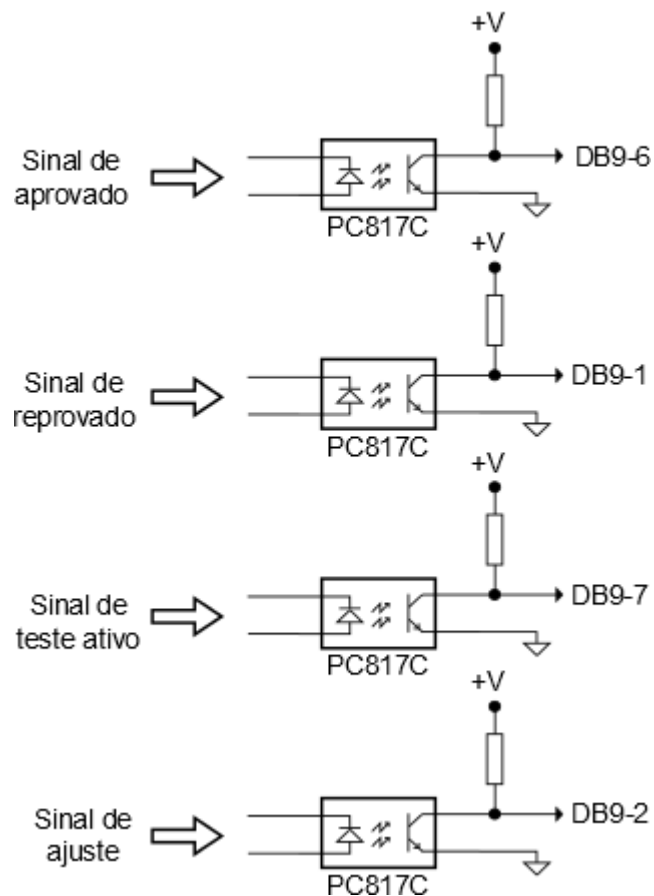 +V
Sinal de
aprovado
DB9-6
PC817C
+V
Sinal de
reprovado
DB9-1
PC817C
+V
Sinal de
teste ativo
DB9-7
PC817C
+V
Sinal de
ajuste
DB9-2
PC817C